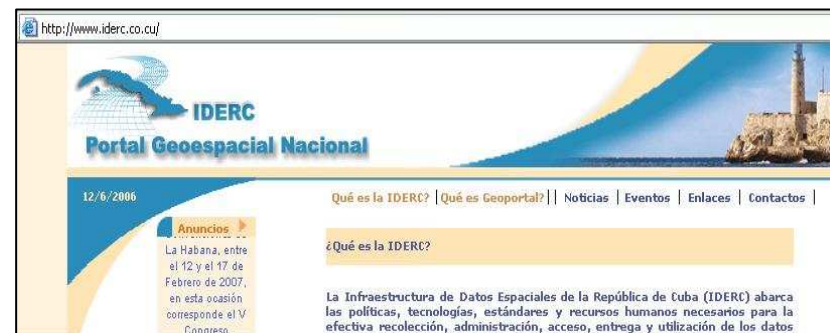 http://www.iderc.co.cu/
IDERC
Portal Geoespacial Nacional
12/6/2006
Qué es la IDERC? | Qué es Geoportal? | | Noticias | Eventos | Enlaces | Contactos |
Anuncios
La Habana, entre
el 12 y el 17 de
Febrero de 2007,
en esta ocasión
corresponde el V
Congreso
¿Qué es la IDERC?
La Infraestructura de Datos Espaciales de la República de Cuba (IDERC) abarca
las políticas, tecnologías, estándares y recursos humanos necesarios para la
efectiva recolección, administración, acceso, entrega y utilización de los datos